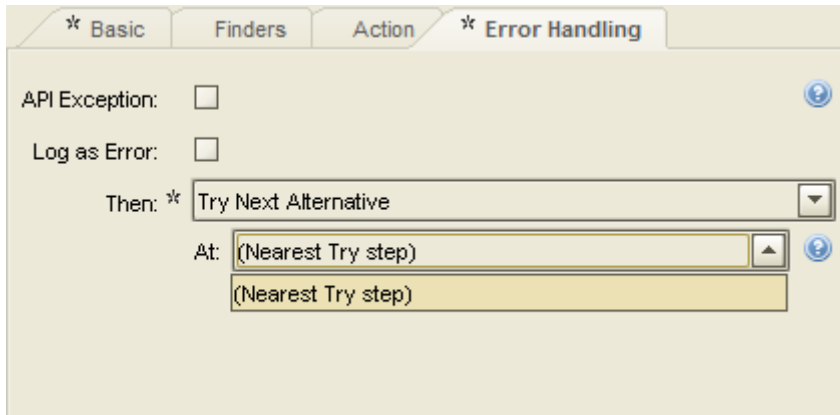 * Basic Finders Action * Error Handling
API Exception:
Log as Error:
Then: * Try Next Alternative
At: (Nearest Try step)
(Nearest Try step)